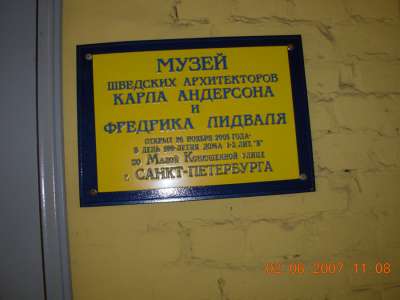 МУЗЕЙ
ШВЕДСКИХ АРХИТЕКТОРОВ
КАРЛА АНДЕРСОНА
И
ФРЕДРИКА ЛИДВАЛЯ
ОТКРЫТ 26 НОЯБРЯ 2005 ГОДА-
В ДЕНЬ 100-ЛЕТИЯ ДОМА 1-3 ЛИТ. "В"
ПО МАЛОЙ КОНЮШЕННОЙ УЛИЦЕ
Г. САНКТ-ПЕТЕРБУРГА
02 06 2007 11:08